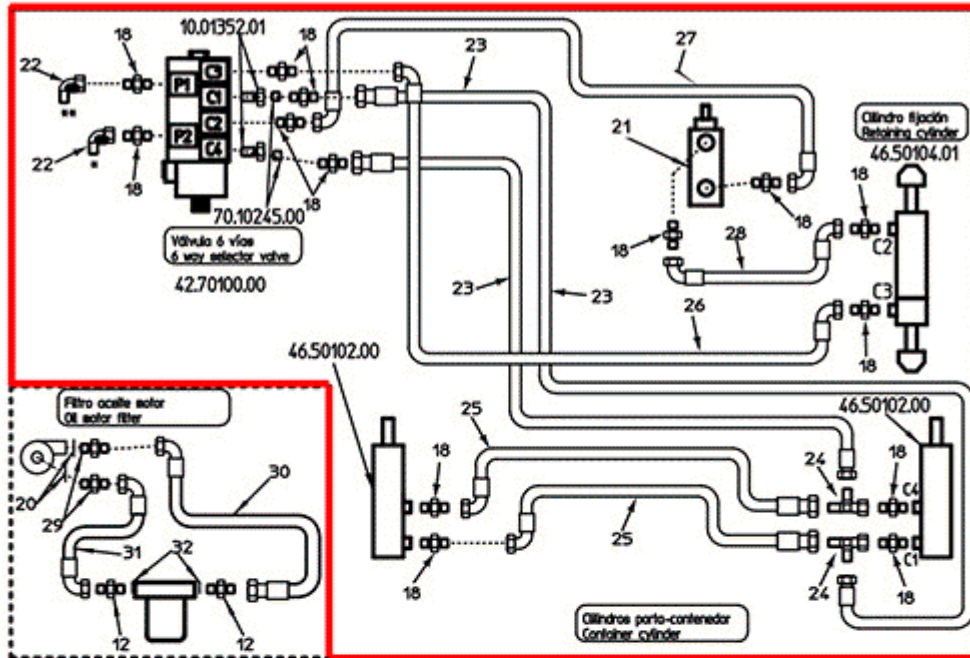 10.01352.01
18
18
23
27
22
P1
C3
C1
C2
C4
P2
22
18
18
70.10245.00
Válvula 6 vías
6 way selector valve
42.70100.00
21
18
18
28
Cilindro fijación
Retaining cylinder
46.50104.01
18
C2
C3
18
23
23
26
46.50102.00
46.50102.00
Filtro aceite motor
Oil motor filter
20
29
30
31
32
12
12
25
18
18
25
24
24
18
C4
C1
18
Cilindros porta-contenedor
Container cylinder